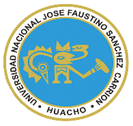 UNIVERSIDAD NACIONAL JOSE FAUSTINO SANCHEZ CARRION
• HUACHO •